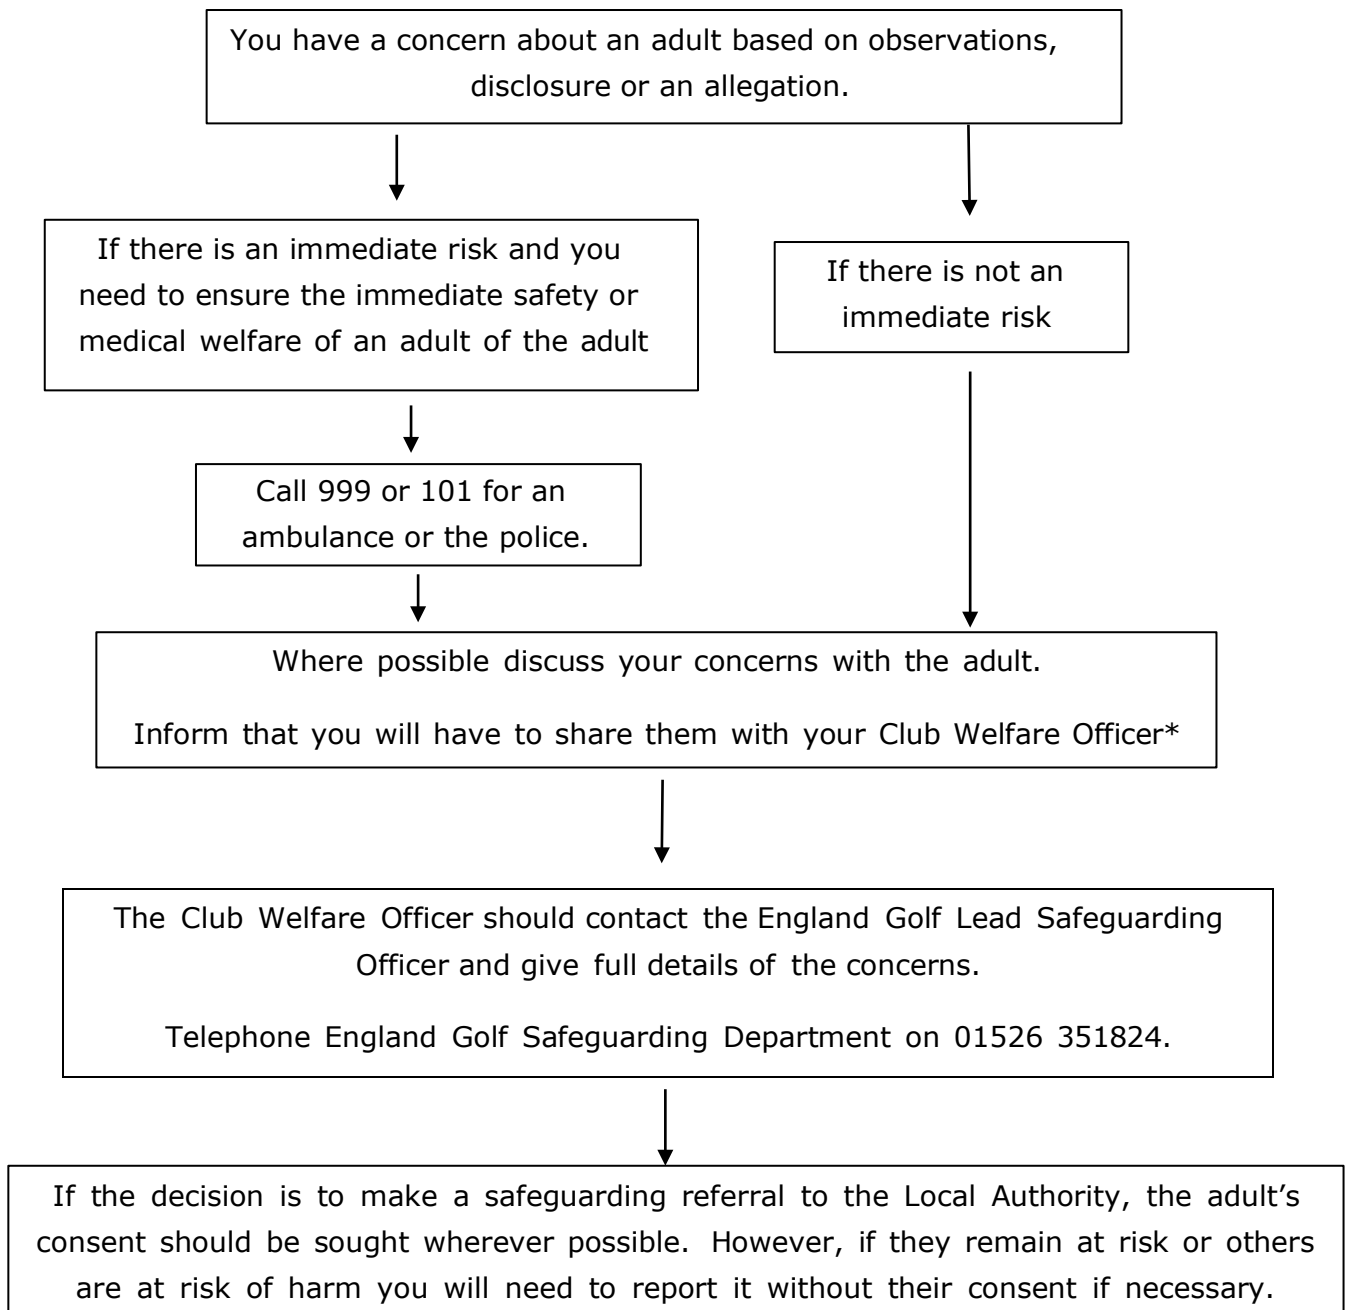 You have a concern about an adult based on observations,
disclosure or an allegation.
If there is an immediate risk and you
need to ensure the immediate safety or
medical welfare of an adult of the adult
If there is not an
immediate risk
Call 999 or 101 for an
ambulance or the police.
Where possible discuss your concerns with the adult.
Inform that you will have to share them with your Club Welfare Officer*
The Club Welfare Officer should contact the England Golf Lead Safeguarding
Officer and give full details of the concerns.
Telephone England Golf Safeguarding Department on 01526 351824.
If the decision is to make a safeguarding referral to the Local Authority, the adult’s
consent should be sought wherever possible. However, if they remain at risk or others
are at risk of harm you will need to report it without their consent if necessary.